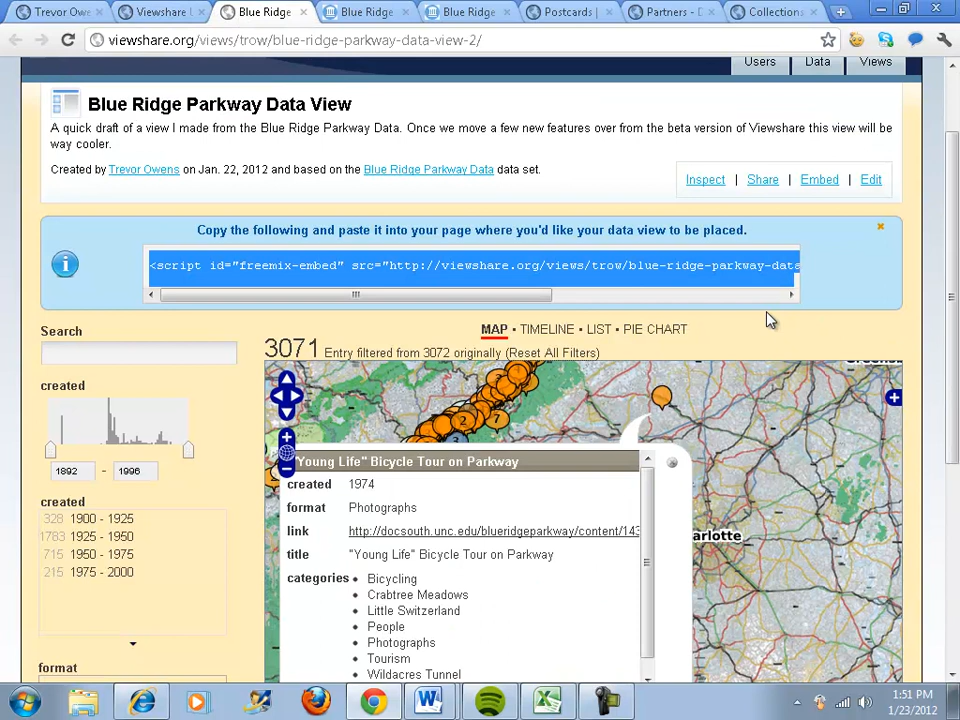 Trevor Owe
Viewshare
Blue Ridge
Blue Ridge
Blue Ridge
Postcards |
Partners - D
Collections
viewshare.org/views/trow/blue-ridge-parkway-data-view-2/
Users
Data
Views
Blue Ridge Parkway Data View
A quick draft of a view I made from the Blue Ridge Parkway Data. Once we move a few new features over from the beta version of Viewshare this view will be
way cooler.
Created by Trevor Owens on Jan. 22, 2012 and based on the Blue Ridge Parkway Data data set.
Inspect | Share | Embed | Edit
Copy the following and paste it into your page where you'd like your data view to be placed.
<script id="freemix-embed" src="http://viewshare.org/views/trow/blue-ridge-parkway-data
Search
MAP • TIMELINE • LIST • PIE CHART
3071 Entry filtered from 3072 originally (Reset All Filters)
created
1892 - 1996
created
328 1900 - 1925
1783 1925 - 1950
715 1950 - 1975
215 1975 - 2000
format
2
7
"Young Life" Bicycle Tour on Parkway
created 1974
format Photographs
link http://docsouth.unc.edu/blueridgeparkway/content/143
title "Young Life" Bicycle Tour on Parkway
categories • Bicycling
• Crabtree Meadows
• Little Switzerland
• People
• Photographs
• Tourism
• Wildacres Tunnel
arlotte
1:51 PM
1/23/2012